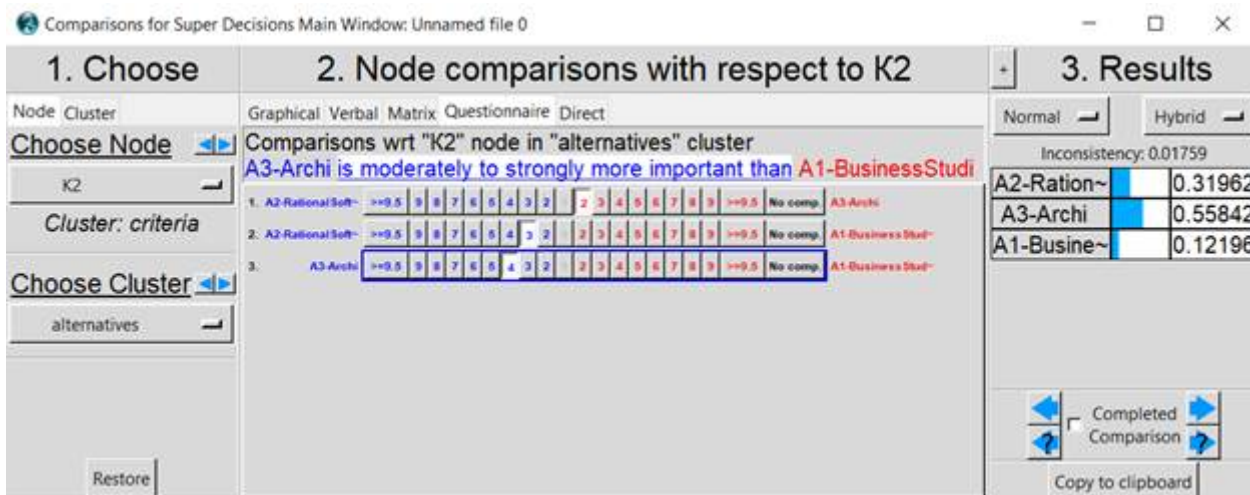 Comparisons for Super Decisions Main Window: Unnamed file 0
1. Choose
Node Cluster
Choose Node
K2
Cluster: criteria
Choose Cluster
alternatives
Restore
2. Node comparisons with respect to K2
Graphical Verbal Matrix Questionnaire Direct
Comparisons wrt "K2" node in "alternatives" cluster
A3-Archi is moderately to strongly more important than A1-BusinessStudi
1. A2-RationalSoft~ >=9.5 9 8 7 6 5 4 3 2 2 3 4 5 6 7 8 9 >=9.5 No comp. A3-Archi
2. A2-RationalSoft~ >=9.5 9 8 7 6 5 4 3 2 2 3 4 5 6 7 8 9 >=9.5 No comp. A1-BusinessStud~
3. A3-Archi >=9.5 9 8 7 6 5 4 3 2 2 3 4 5 6 7 8 9 >=9.5 No comp. A1-BusinessStud~
+ 3. Results
Normal Hybrid
Inconsistency: 0.01759
A2-Ration~ 0.31962
A3-Archi 0.55842
A1-Busine~ 0.12196
Completed
Comparison
Copy to clipboard